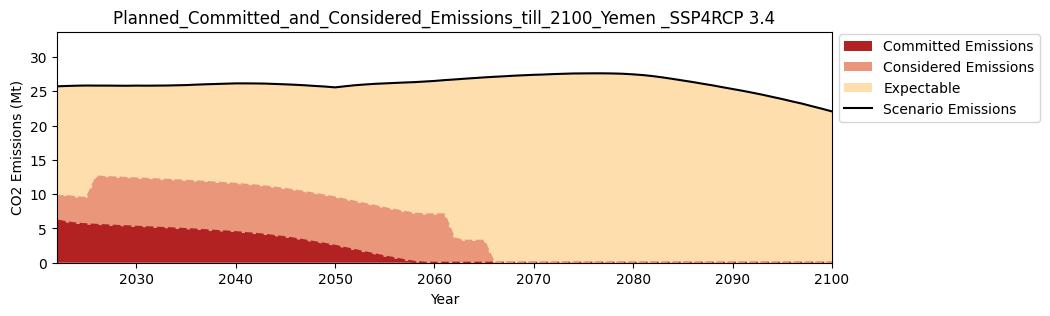 Planned_Committed_and_Considered_Emissions_till_2100_Yemen _SSP4RCP 3.4
CO2 Emissions (Mt)
30
25
20
15
10
5
0
2030 2040 2050 2060 2070 2080 2090 2100
Year
Committed Emissions
Considered Emissions
Expectable
Scenario Emissions